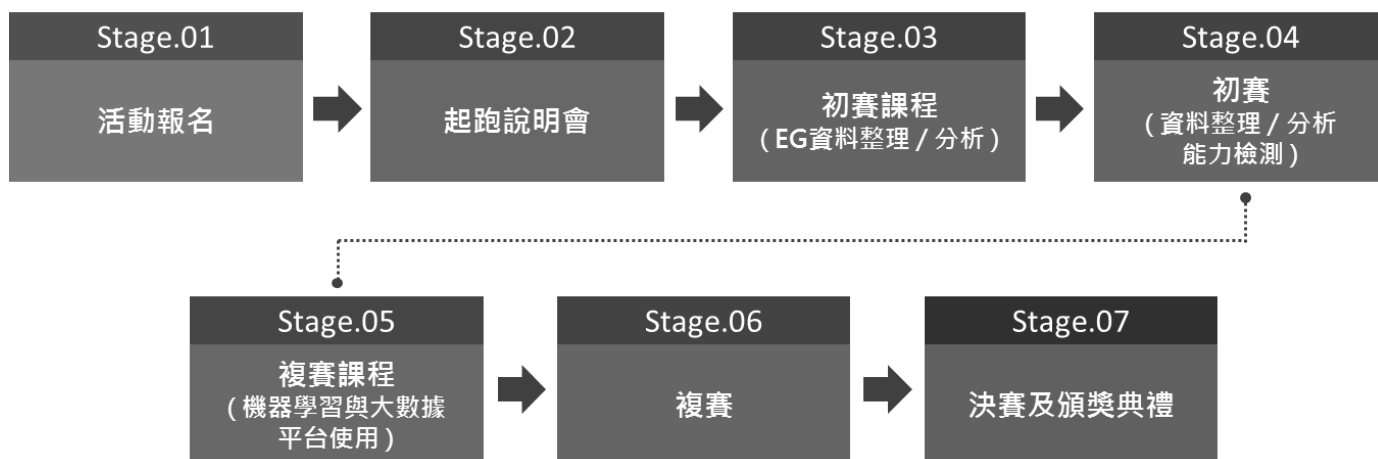 Stage.01
活動報名
Stage.02
起跑說明會
Stage.03
初賽課程
( EG資料整理 / 分析 )
Stage.04
初賽
( 資料整理 / 分析
能力檢測 )
Stage.05
複賽課程
( 機器學習與大數據
平台使用 )
Stage.06
複賽
Stage.07
決賽及頒獎典禮